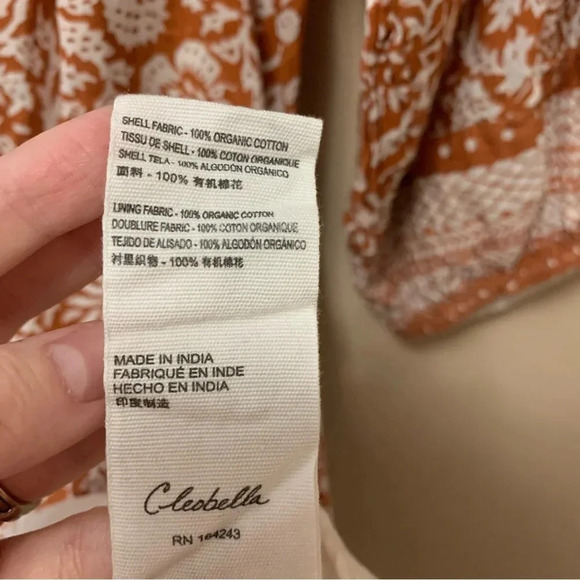 SHELL FABRIC - 100% ORGANIC COTTON
TISSU DE SHELL - 100% COTON ORGANIQUE
SHELL TELA - 100% ALGODÓN ORGÁNICO
面料 - 100% 有机棉花
LINING FABRIC - 100% ORGANIC COTTON
DOUBLURE FABRIC - 100% COTON ORGANIQUE
TEJIDO DE ALISADO - 100% ALGODÓN ORGÁNICO
衬里织物 - 100% 有机棉花
MADE IN INDIA
FABRIQUÉ EN INDE
HECHO EN INDIA
印度制造
Cleobella
RN 164243